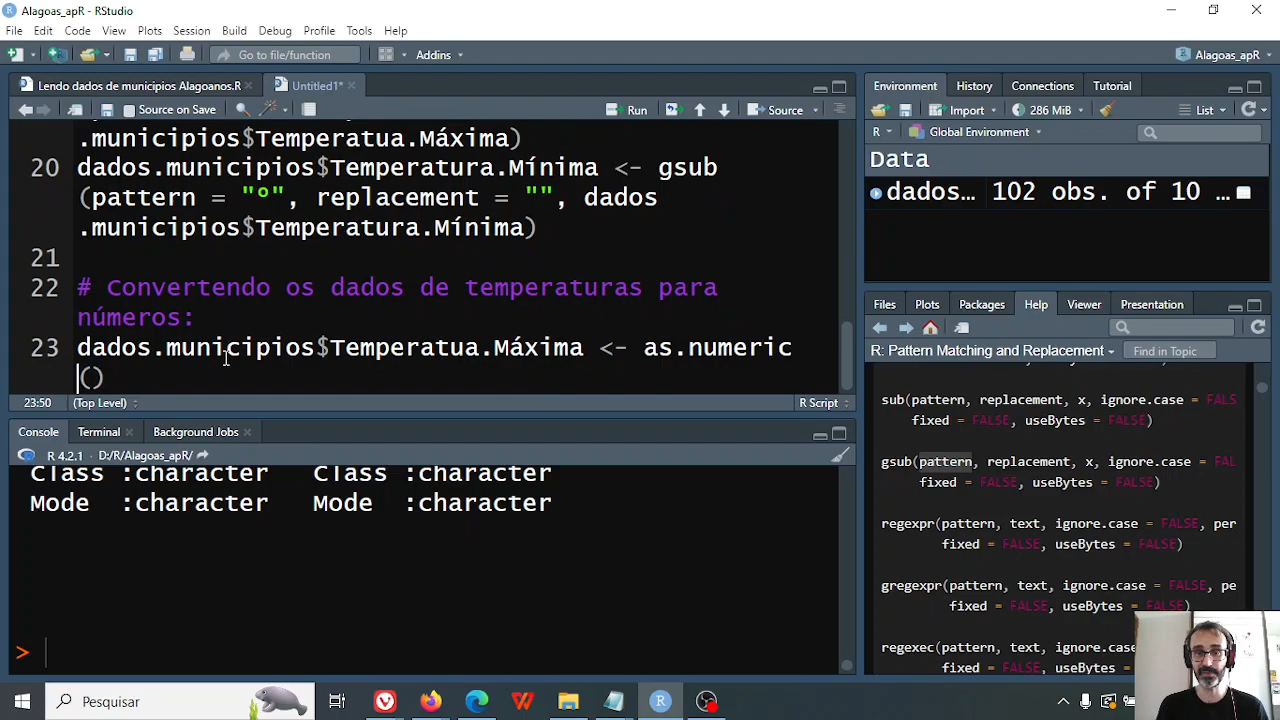 Alagoas_apR - RStudio
File Edit Code View Plots Session Build Debug Profile Tools Help
Go to file/function Addins Alagoas_apR
Lendo dados de municípios Alagoanos.R Untitled1*
Source on Save Run Source
.municipios$Temperatua.Máxima)
20 dados.municipios$Temperatura.Mínima <- gsub
(pattern = "º", replacement = "", dados
.municipios$Temperatura.Mínima)
21
22 # Convertendo os dados de temperaturas para
números:
23 dados.municipios$Temperatua.Máxima <- as.numeric
()
23:50 (Top Level) R Script
Console Terminal Background Jobs
R 4.2.1 · D:/R/Alagoas_apR/
Class :character Class :character
Mode :character Mode :character
>
Environment History Connections Tutorial
Import 286 MiB List
R Global Environment
Data
dados… 102 obs. of 10 …
Files Plots Packages Help Viewer Presentation
R: Pattern Matching and Replacement Find in Topic
sub(pattern, replacement, x, ignore.case = FALS
fixed = FALSE, useBytes = FALSE)
gsub(pattern, replacement, x, ignore.case = FAL
fixed = FALSE, useBytes = FALSE)
regexpr(pattern, text, ignore.case = FALSE, per
fixed = FALSE, useBytes = FALSE)
gregexpr(pattern, text, ignore.case = FALSE, pe
fixed = FALSE, useBytes = FALSE)
regexec(pattern, text, ignore.case = FALSE, per
fixed = FALSE, useBytes = FALSE)
Pesquisar